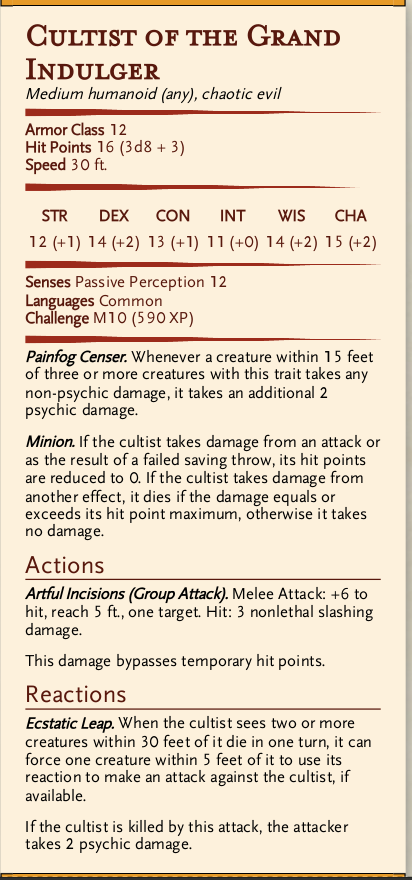 Cultist of the Grand
Indulger
Medium humanoid (any), chaotic evil
Armor Class 12
Hit Points 16 (3d8 + 3)
Speed 30 ft.
STR DEX CON INT WIS CHA
12 (+1) 14 (+2) 13 (+1) 11 (+0) 14 (+2) 15 (+2)
Senses Passive Perception 12
Languages Common
Challenge M10 (590 XP)
Painfog Censer. Whenever a creature within 15 feet
of three or more creatures with this trait takes any
non-psychic damage, it takes an additional 2
psychic damage.
Minion. If the cultist takes damage from an attack or
as the result of a failed saving throw, its hit points
are reduced to 0. If the cultist takes damage from
another effect, it dies if the damage equals or
exceeds its hit point maximum, otherwise it takes
no damage.
Actions
Artful Incisions (Group Attack). Melee Attack: +6 to
hit, reach 5 ft., one target. Hit: 3 nonlethal slashing
damage.
This damage bypasses temporary hit points.
Reactions
Ecstatic Leap. When the cultist sees two or more
creatures within 30 feet of it die in one turn, it can
force one creature within 5 feet of it to use its
reaction to make an attack against the cultist, if
available.
If the cultist is killed by this attack, the attacker
takes 2 psychic damage.